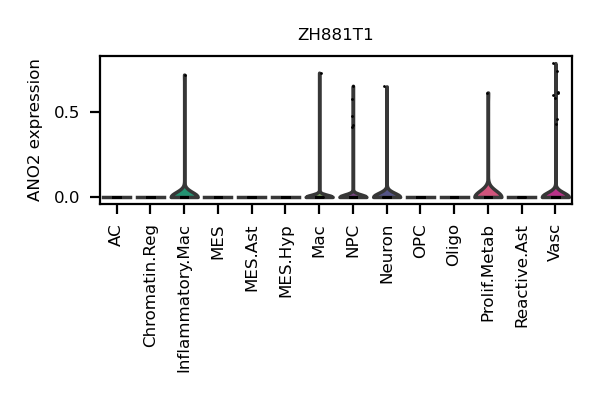 ZH881T1
ANO2 expression
0.5
0.0
AC
Chromatin.Reg
Inflammatory.Mac
MES
MES.Ast
MES.Hyp
Mac
NPC
Neuron
OPC
Oligo
Prolif.Metab
Reactive.Ast
Vasc